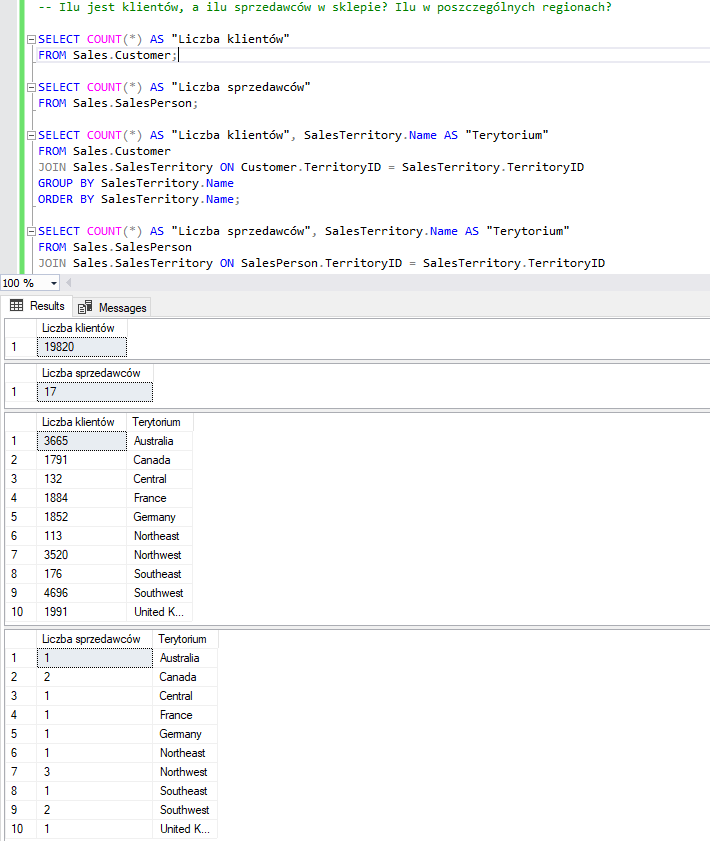 -- Ilu jest klientów, a ilu sprzedawców w sklepie? Ilu w poszczególnych regionach?
SELECT COUNT(*) AS "Liczba klientów"
FROM Sales.Customer;
SELECT COUNT(*) AS "Liczba sprzedawców"
FROM Sales.SalesPerson;
SELECT COUNT(*) AS "Liczba klientów", SalesTerritory.Name AS "Terytorium"
FROM Sales.Customer
JOIN Sales.SalesTerritory ON Customer.TerritoryID = SalesTerritory.TerritoryID
GROUP BY SalesTerritory.Name
ORDER BY SalesTerritory.Name;
SELECT COUNT(*) AS "Liczba sprzedawców", SalesTerritory.Name AS "Terytorium"
FROM Sales.SalesPerson
JOIN Sales.SalesTerritory ON SalesPerson.TerritoryID = SalesTerritory.TerritoryID
100 %
Results Messages
Liczba klientów
1 19820
Liczba sprzedawców
1 17
Liczba klientów Terytorium
1 3665 Australia
2 1791 Canada
3 132 Central
4 1884 France
5 1852 Germany
6 113 Northeast
7 3520 Northwest
8 176 Southeast
9 4696 Southwest
10 1991 United K...
Liczba sprzedawców Terytorium
1 1 Australia
2 2 Canada
3 1 Central
4 1 France
5 1 Germany
6 1 Northeast
7 3 Northwest
8 1 Southeast
9 2 Southwest
10 1 United K...